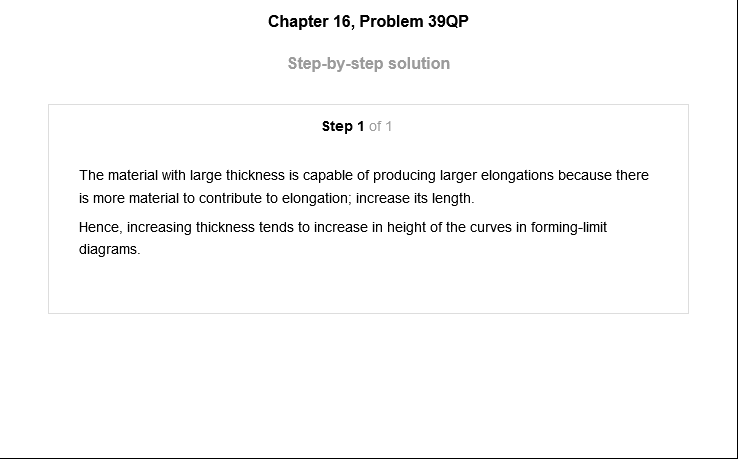 Chapter 16, Problem 39QP
Step-by-step solution
Step 1 of 1
The material with large thickness is capable of producing larger elongations because there
is more material to contribute to elongation; increase its length.
Hence, increasing thickness tends to increase in height of the curves in forming-limit
diagrams.